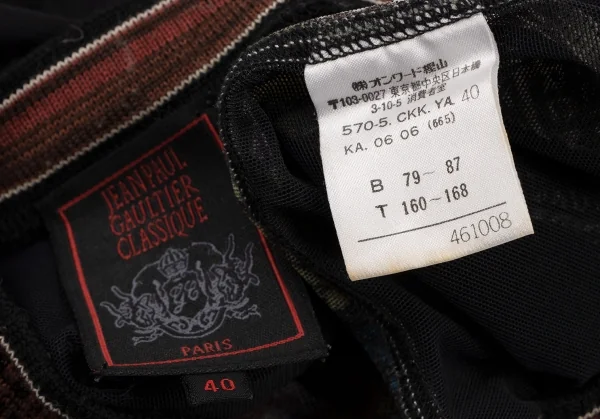 JEAN PAUL
GAULTIER
CLASSIQUE
PARIS
40
㈱オンワード樫山
〒103-0027 東京都中央区日本橋
3-10-5 消費者室
570-5. CKK. YA. 40
KA. 06 06 (665)
B 79～ 87
T 160～168
461008